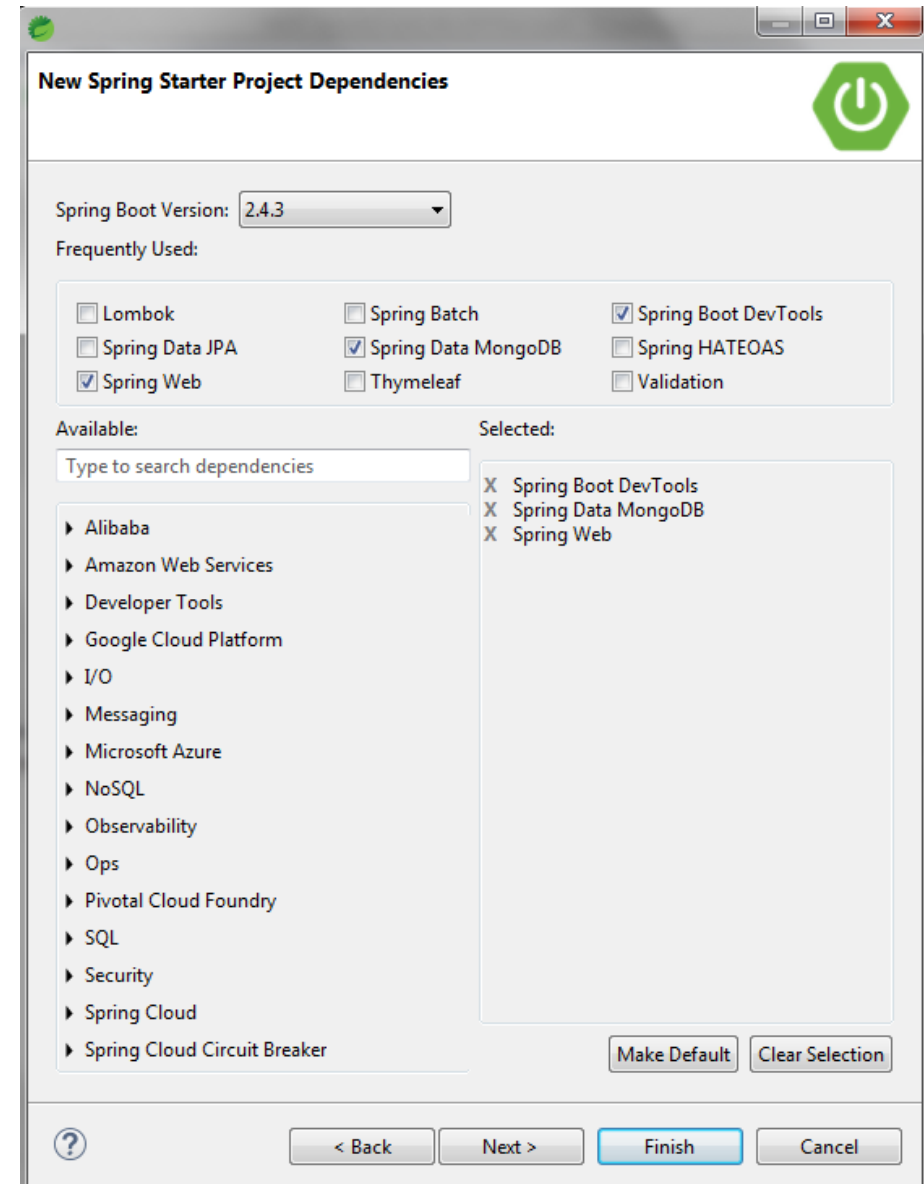 New Spring Starter Project Dependencies
Spring Boot Version: 2.4.3
Frequently Used:
Lombok Spring Batch Spring Boot DevTools
Spring Data JPA Spring Data MongoDB Spring HATEOAS
Spring Web Thymeleaf Validation
Available: Selected:
Type to search dependencies
X Spring Boot DevTools
X Spring Data MongoDB
X Spring Web
Alibaba
Amazon Web Services
Developer Tools
Google Cloud Platform
I/O
Messaging
Microsoft Azure
NoSQL
Observability
Ops
Pivotal Cloud Foundry
SQL
Security
Spring Cloud
Spring Cloud Circuit Breaker
Make Default Clear Selection
? < Back Next > Finish Cancel